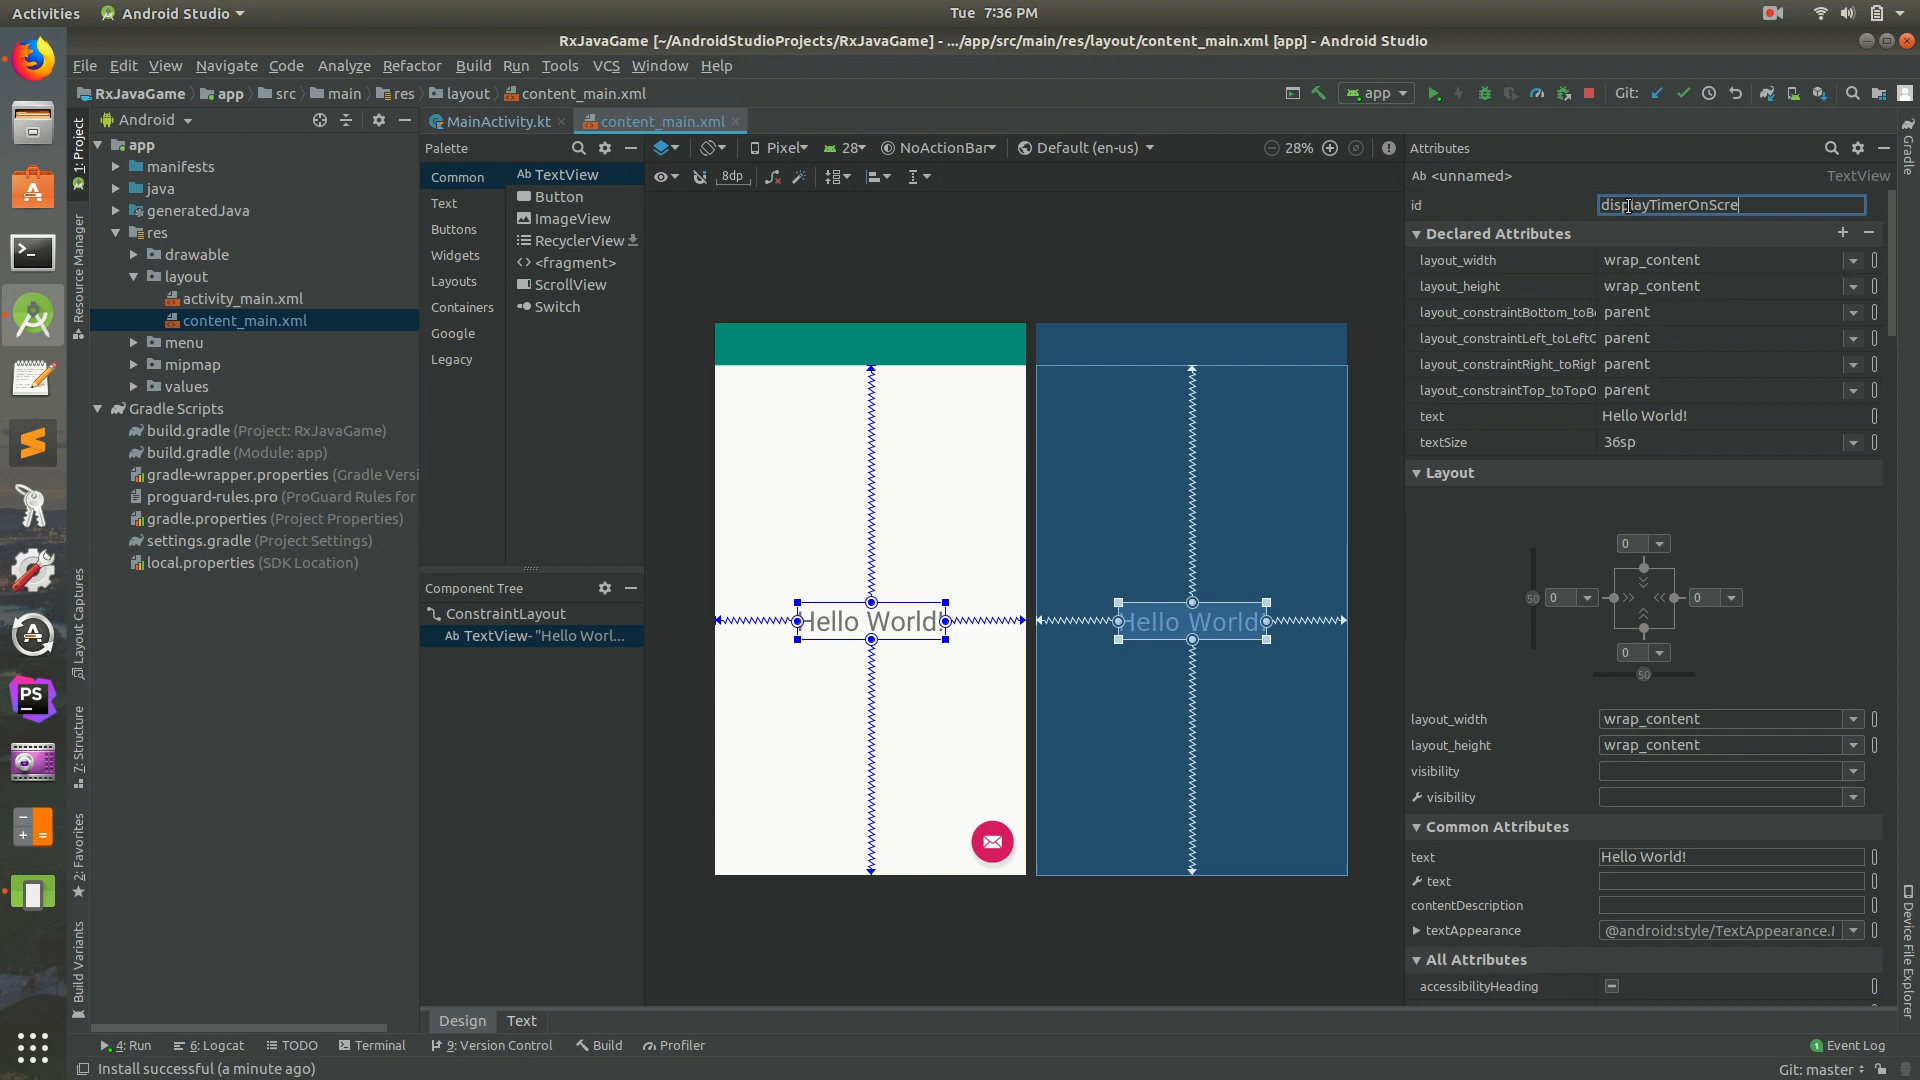 Activities
Android Studio
Tue 7:36 PM
RxJavaGame [~/AndroidStudioProjects/RxJavaGame] - .../app/src/main/res/layout/content_main.xml [app] - Android Studio
File Edit View Navigate Code Analyze Refactor Build Run Tools VCS Window Help
RxJavaGame app src main res layout content_main.xml
app
Git:
1: Project
Resource Manager
Layout Captures
7: Structure
2: Favorites
Build Variants
Android
app
manifests
java
generatedJava
res
drawable
layout
activity_main.xml
content_main.xml
menu
mipmap
values
Gradle Scripts
build.gradle (Project: RxJavaGame)
build.gradle (Module: app)
gradle-wrapper.properties (Gradle Versi
proguard-rules.pro (ProGuard Rules for
gradle.properties (Project Properties)
settings.gradle (Project Settings)
local.properties (SDK Location)
MainActivity.kt
content_main.xml
Palette
Common
Text
Buttons
Widgets
Layouts
Containers
Google
Legacy
Ab TextView
Button
ImageView
RecyclerView
<> <fragment>
ScrollView
Switch
Component Tree
ConstraintLayout
Ab TextView- "Hello Worl...
Pixel
28
NoActionBar
Default (en-us)
28%
8dp
Hello World!
Hello World!
Attributes
Ab <unnamed>
TextView
id displayTimerOnScre
Declared Attributes
layout_width wrap_content
layout_height wrap_content
layout_constraintBottom_toBo parent
layout_constraintLeft_toLeftO parent
layout_constraintRight_toRigh parent
layout_constraintTop_toTopO parent
text Hello World!
textSize 36sp
Layout
0
50 0 0
0
50
layout_width wrap_content
layout_height wrap_content
visibility
visibility
Common Attributes
text Hello World!
text
contentDescription
textAppearance @android:style/TextAppearance.I
All Attributes
accessibilityHeading
Gradle
Device File Explorer
Design Text
4: Run
6: Logcat
TODO
Terminal
9: Version Control
Build
Profiler
1 Event Log
Install successful (a minute ago)
Git: master
PS